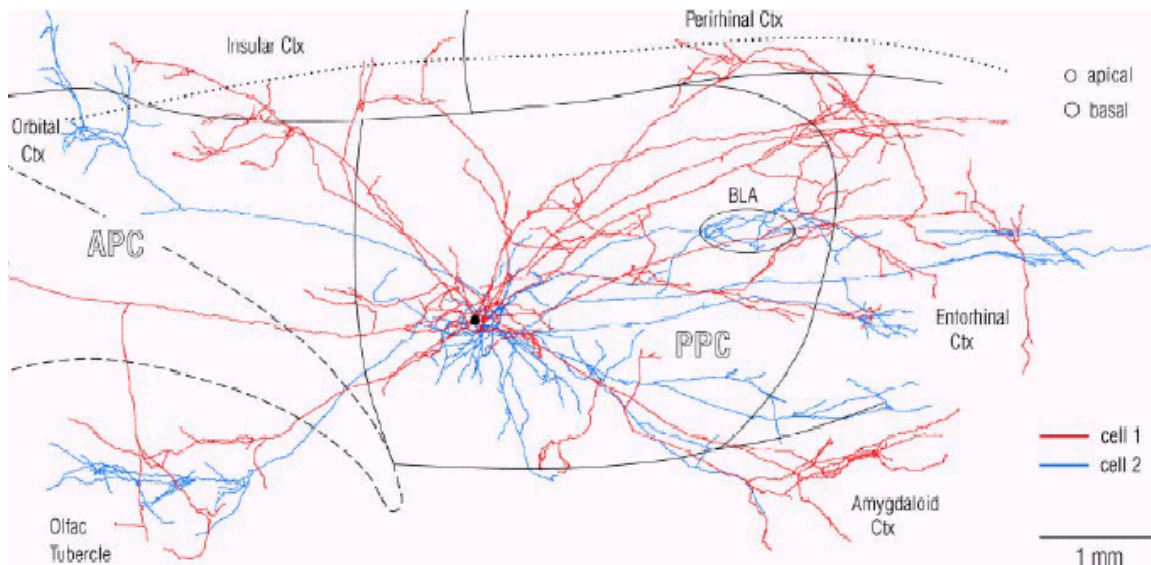 Perirhinal Ctx
Insular Ctx
apical
basal
Orbital
Ctx
BLA
APC
PPC
Entorhinal
Ctx
cell 1
cell 2
Amygdaloid
Ctx
Olfac
Tubercle
1 mm